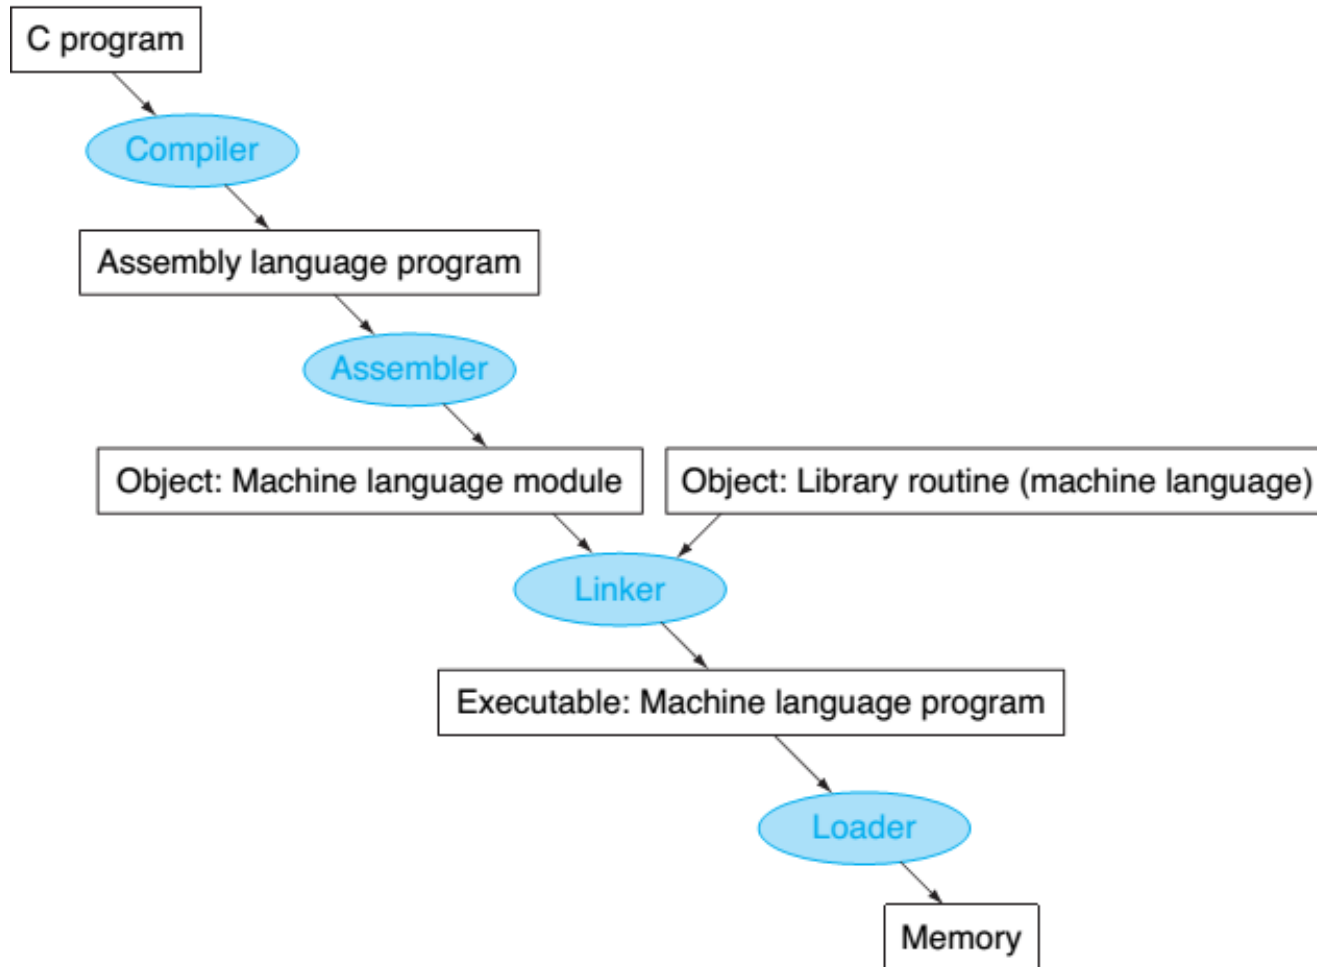 C program
Compiler
Assembly language program
Assembler
Object: Machine language module
Object: Library routine (machine language)
Linker
Executable: Machine language program
Loader
Memory